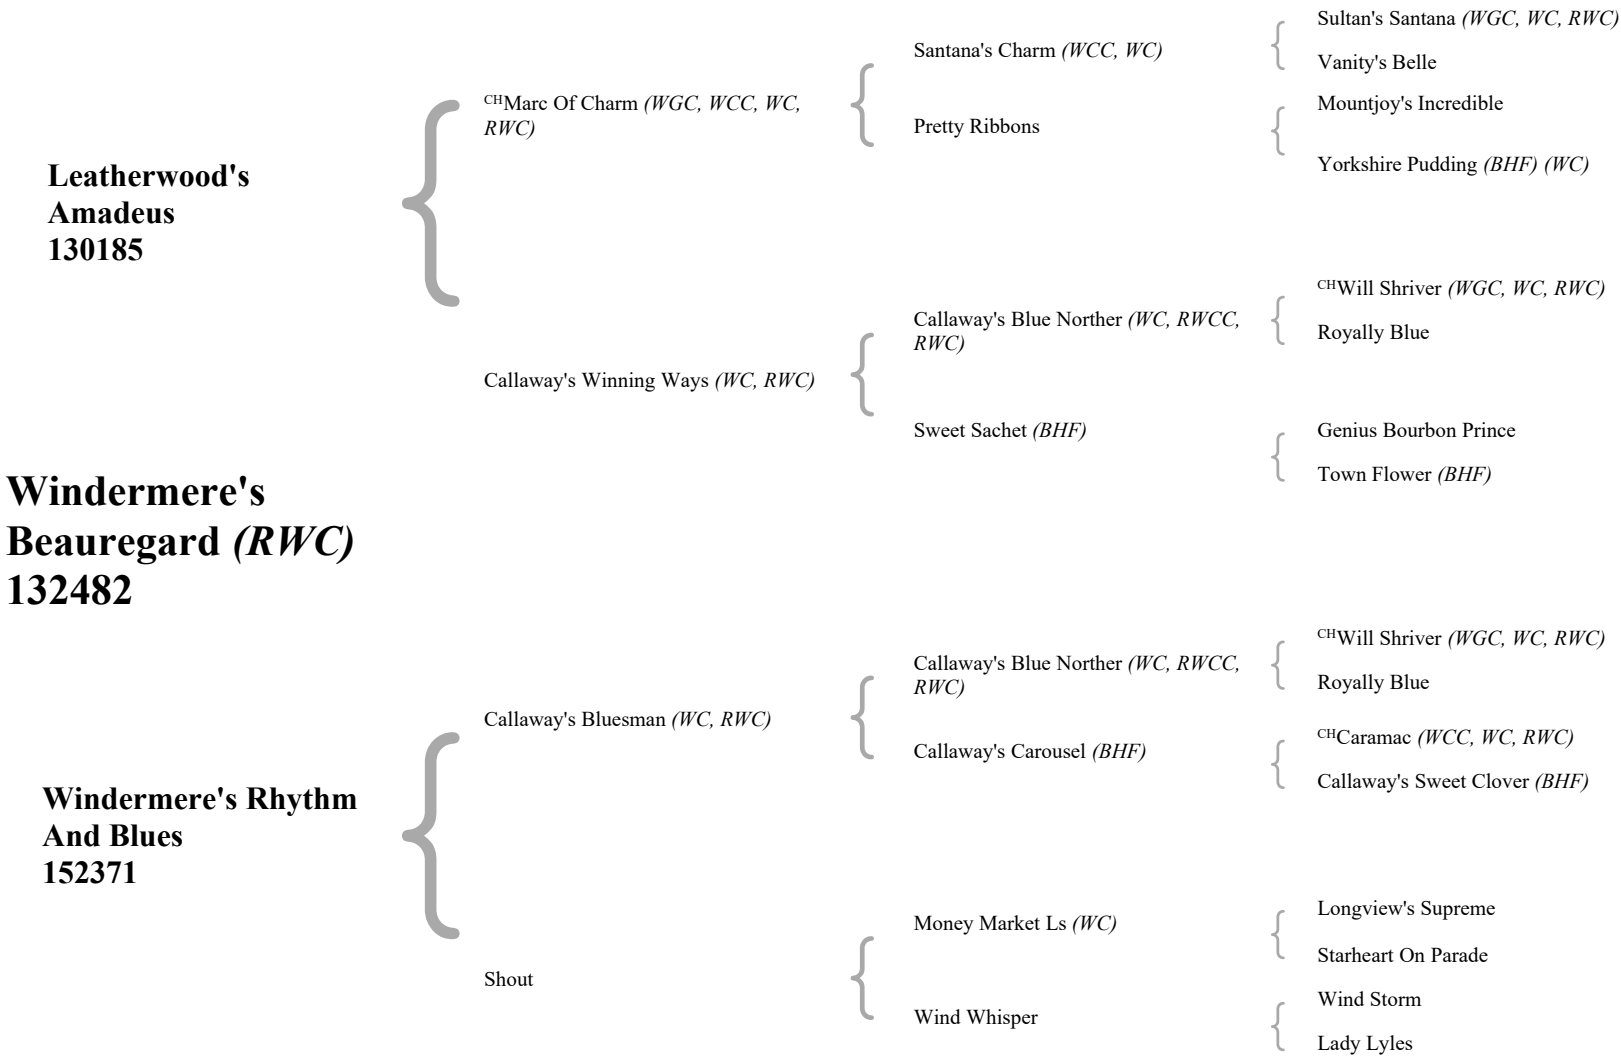 Sultan's Santana (WGC, WC, RWC)
Santana's Charm (WCC, WC)
Vanity's Belle
CHMarc Of Charm (WGC, WCC, WC,
RWC)
Mountjoy's Incredible
Pretty Ribbons
Yorkshire Pudding (BHF) (WC)
Leatherwood's
Amadeus
130185
CHWill Shriver (WGC, WC, RWC)
Callaway's Blue Norther (WC, RWCC,
RWC)
Royally Blue
Callaway's Winning Ways (WC, RWC)
Sweet Sachet (BHF)
Genius Bourbon Prince
Town Flower (BHF)
Windermere's
Beauregard (RWC)
132482
CHWill Shriver (WGC, WC, RWC)
Callaway's Blue Norther (WC, RWCC,
RWC)
Royally Blue
Callaway's Bluesman (WC, RWC)
CHCaramac (WCC, WC, RWC)
Callaway's Carousel (BHF)
Callaway's Sweet Clover (BHF)
Windermere's Rhythm
And Blues
152371
Longview's Supreme
Money Market Ls (WC)
Starheart On Parade
Shout
Wind Storm
Wind Whisper
Lady Lyles